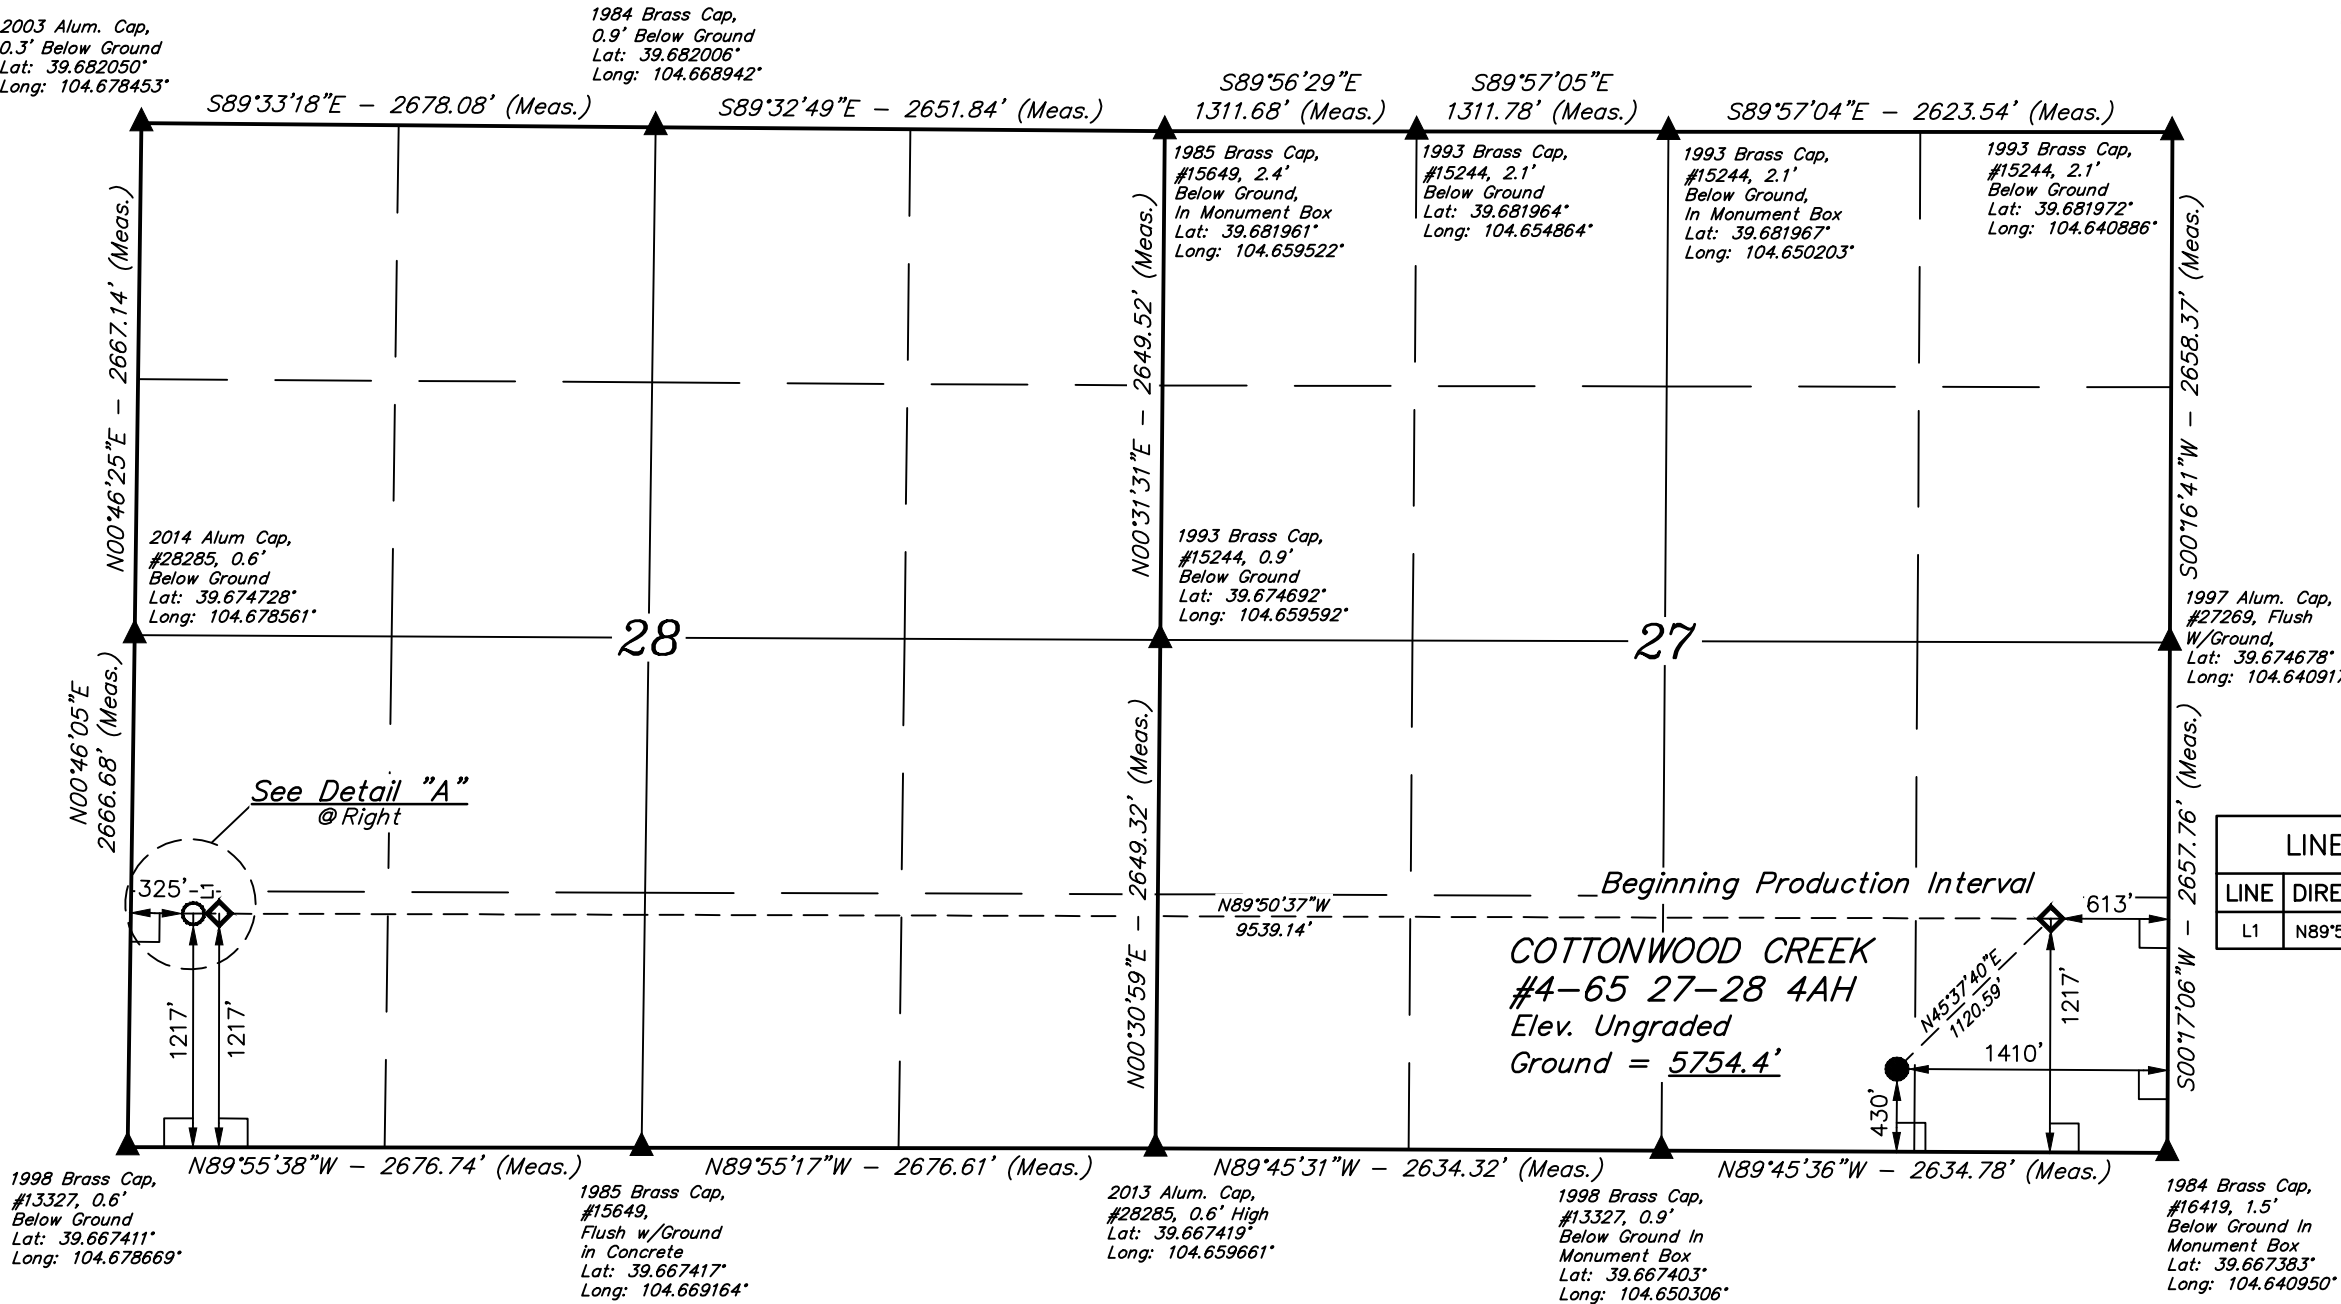 2003 Alum. Cap,
0.3' Below Ground
Lat: 39.682050°
Long: 104.678453°
1984 Brass Cap,
0.9' Below Ground
Lat: 39.682006°
Long: 104.668942°
S89°33'18"E - 2678.08' (Meas.)
S89°32'49"E - 2651.84' (Meas.)
S89°56'29"E
1311.68' (Meas.)
S89°57'05"E
1311.78' (Meas.)
S89°57'04"E - 2623.54' (Meas.)
1985 Brass Cap,
#15649, 2.4'
Below Ground,
In Monument Box
Lat: 39.681961°
Long: 104.659522°
1993 Brass Cap,
#15244, 2.1'
Below Ground
Lat: 39.681964°
Long: 104.654864°
1993 Brass Cap,
#15244, 2.1'
Below Ground,
In Monument Box
Lat: 39.681967°
Long: 104.650203°
1993 Brass Cap,
#15244, 2.1'
Below Ground
Lat: 39.681972°
Long: 104.640886°
N00°46'25"E - 2667.14' (Meas.)
N00°31'31"E - 2649.52' (Meas.)
S00°16'41"W - 2658.37' (Meas.)
2014 Alum Cap,
#28285, 0.6'
Below Ground
Lat: 39.674728°
Long: 104.678561°
1993 Brass Cap,
#15244, 0.9'
Below Ground
Lat: 39.674692°
Long: 104.659592°
1997 Alum. Cap,
#27269, Flush
W/Ground,
Lat: 39.674678°
Long: 104.640917
28
27
N00°46'05"E
2666.68' (Meas.)
N00°30'59"E - 2649.32' (Meas.)
S00°17'06"W - 2657.76' (Meas.)
See Detail "A"
@ Right
325'
L1
1217'
1217'
N89°50'37"W
9539.14'
Beginning Production Interval
613'
1217'
N45°37'40"E
1120.59'
1410'
430'
COTTONWOOD CREEK
#4-65 27-28 4AH
Elev. Ungraded
Ground = 5754.4'
LINE
LINE DIRE
L1 N89°5
N89°55'38"W - 2676.74' (Meas.)
N89°55'17"W - 2676.61' (Meas.)
N89°45'31"W - 2634.32' (Meas.)
N89°45'36"W - 2634.78' (Meas.)
1998 Brass Cap,
#13327, 0.6'
Below Ground
Lat: 39.667411°
Long: 104.678669°
1985 Brass Cap,
#15649,
Flush w/Ground
in Concrete
Lat: 39.667417°
Long: 104.669164°
2013 Alum. Cap,
#28285, 0.6' High
Lat: 39.667419°
Long: 104.659661°
1998 Brass Cap,
#13327, 0.9'
Below Ground In
Monument Box
Lat: 39.667403°
Long: 104.650306°
1984 Brass Cap,
#16419, 1.5'
Below Ground In
Monument Box
Lat: 39.667383°
Long: 104.640950°